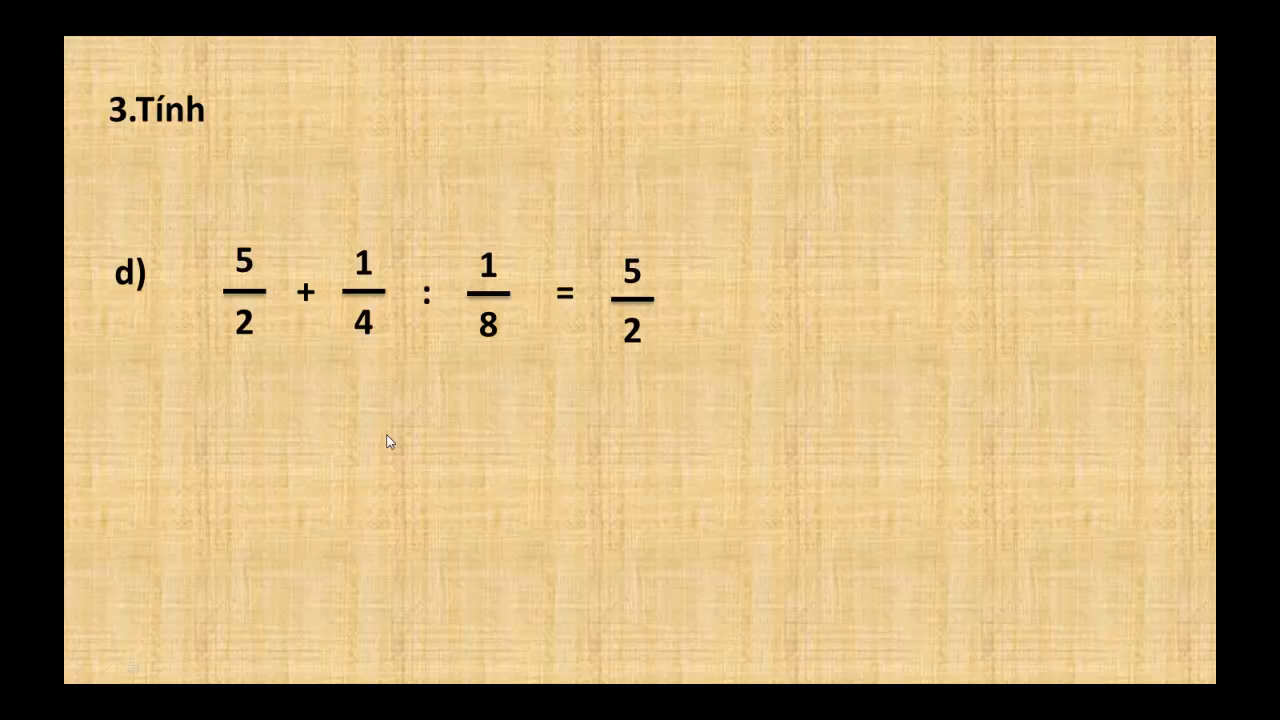 3.Tính
d) 5/2 + 1/4 : 1/8 = 5/2